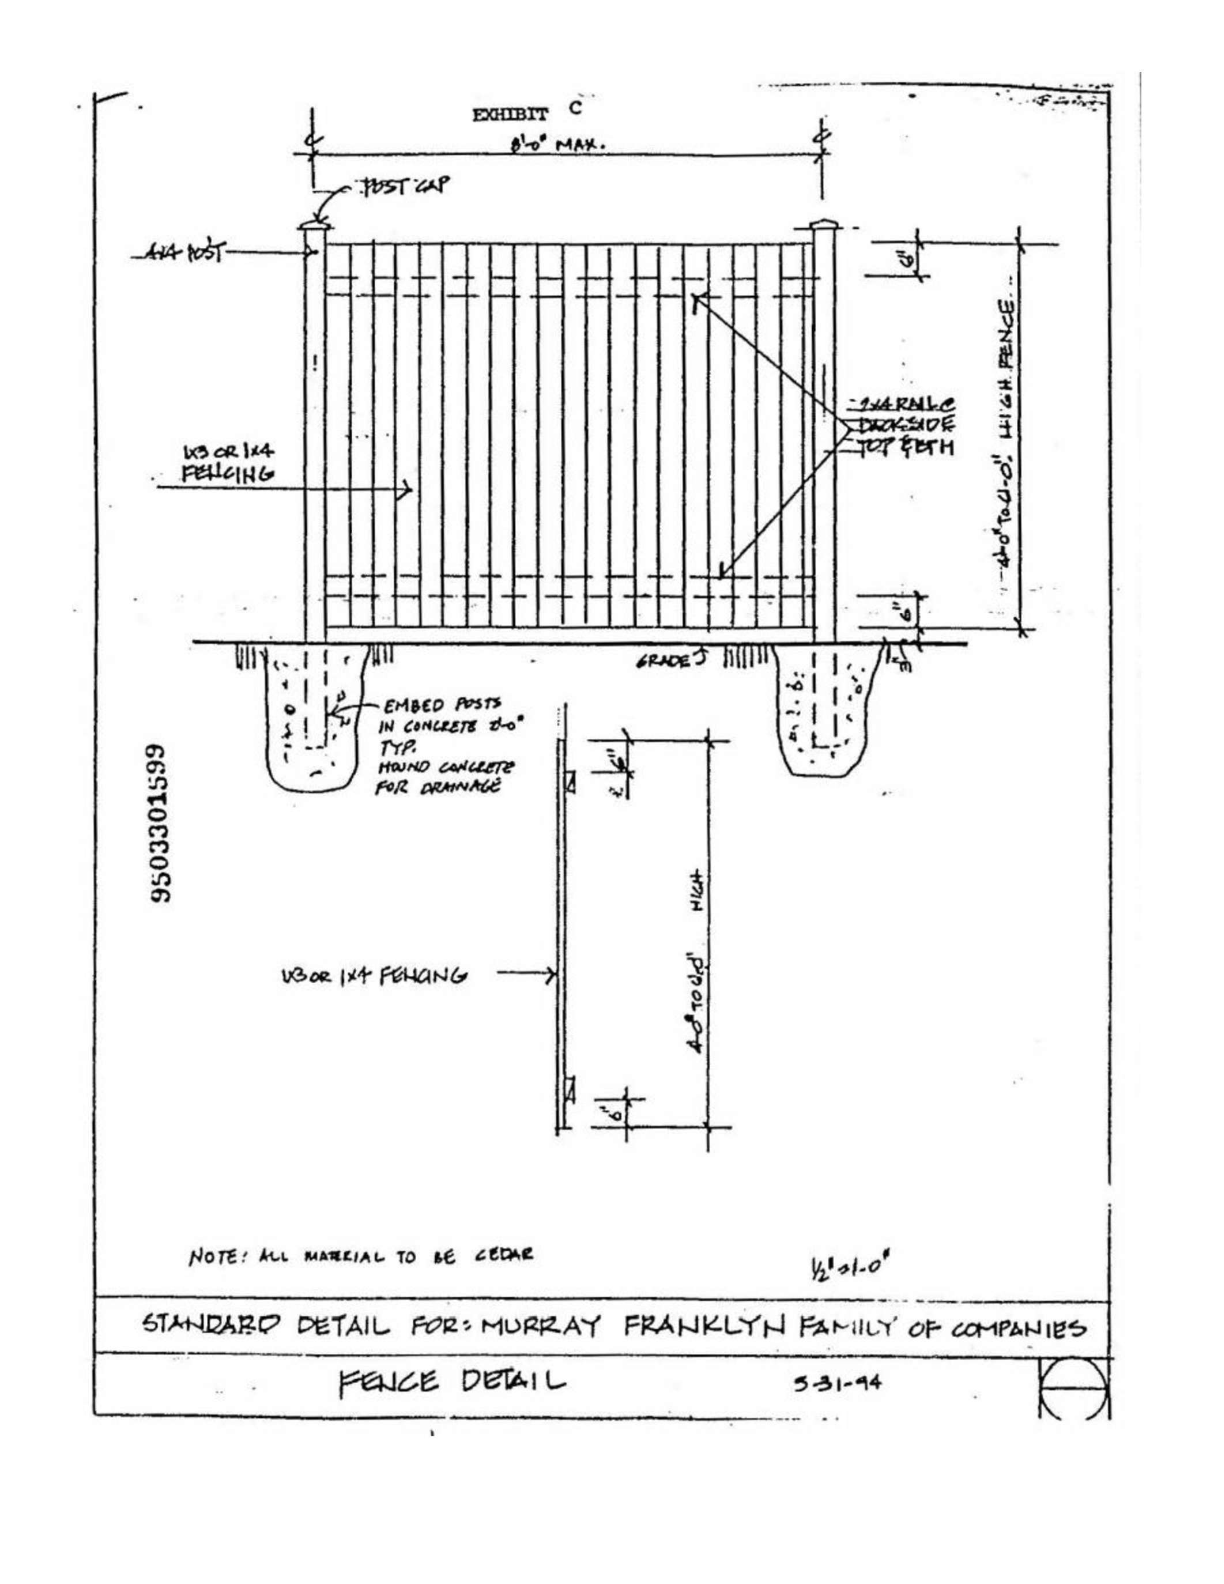 EXHIBIT C
8'-0" MAX.
POST CAP
4x4 POST
6"
1x3 OR 1x4
FENCING
2x4 RAIL @
BACKSIDE
TOP & BTM
4'-0" TO 6'-0" HIGH FENCE
6"
3"
GRADE
EMBED POSTS
IN CONCRETE 2'-0"
TYP.
MOUND CONCRETE
FOR DRAINAGE
9503301599
6"
1x3 OR 1x4 FENCING
4'-0" TO 6'-0" HIGH
6"
NOTE: ALL MATERIAL TO BE CEDAR
1/2" = 1'-0"
STANDARD DETAIL FOR: MURRAY FRANKLYN FAMILY OF COMPANIES
FENCE DETAIL
5-31-94